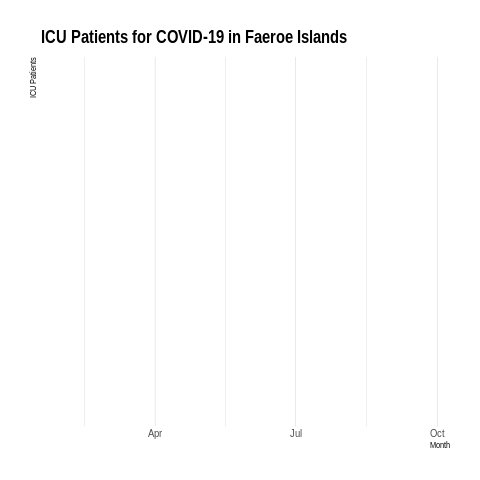 ICU Patients for COVID-19 in Faeroe Islands
ICU Patients
Apr
Jul
Oct
Month